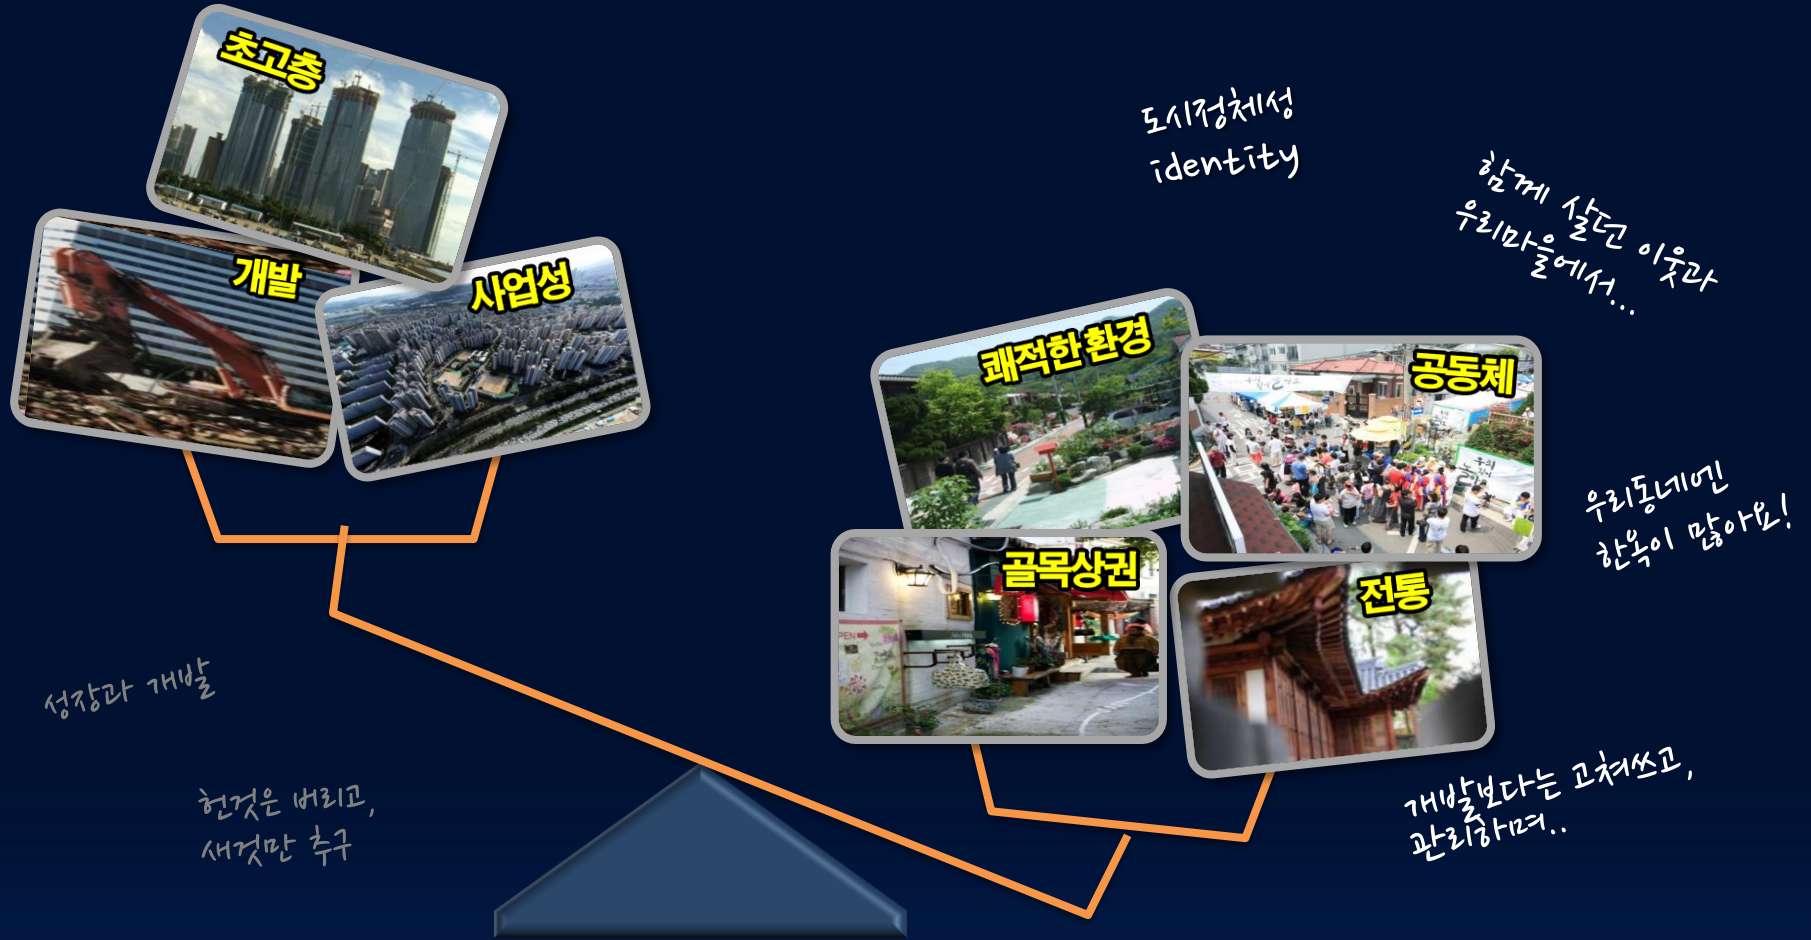 초고층
개발
사업성
성장과 개발
헌것은 버리고,
새것만 추구
도시정체성
identity
함께 살던 이웃과
우리마을에서...
쾌적한 환경
공동체
골목상권
전통
우리동네엔
한옥이 많아요!
개발보다는 고쳐쓰고,
관리하며..